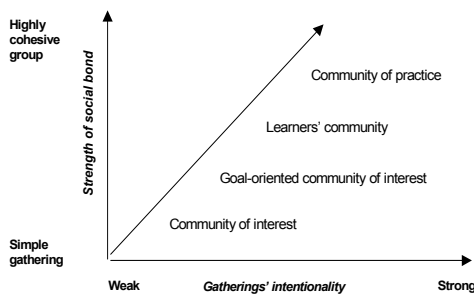 Highly
cohesive
group
Strength of social bond
Community of practice
Learners' community
Goal-oriented community of interest
Community of interest
Simple
gathering
Weak
Gatherings' intentionality
Strong